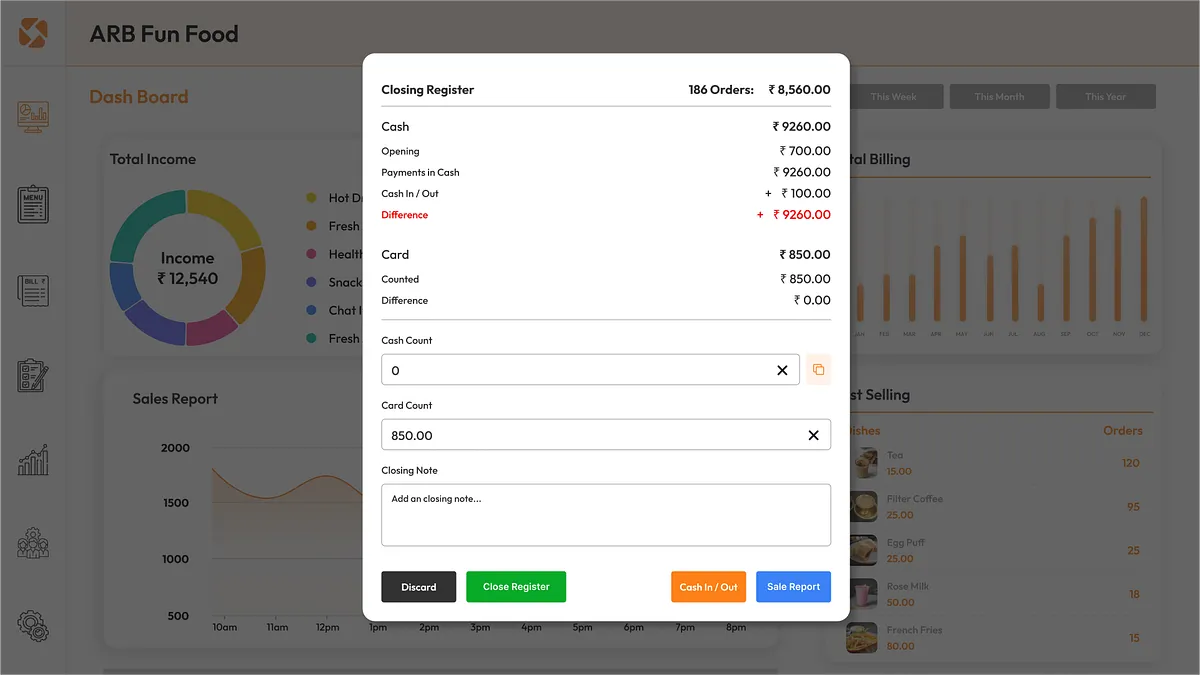 ARB Fun Food
Dash Board
This Week
This Month
This Year
Total Income
Income
₹ 12,540
Hot
Fresh
Snack
Chat
Fresh
MENU
BILL ₹
Sales Report
2000
1500
1000
500
10am 11am 12pm 1pm 2pm 3pm 4pm 5pm 6pm 7pm 8pm
Closing Register 186 Orders: ₹ 8,560.00
Cash ₹ 9260.00
Opening ₹ 700.00
Payments in Cash ₹ 9260.00
Cash In / Out + ₹ 100.00
Difference + ₹ 9260.00
Card ₹ 850.00
Counted ₹ 850.00
Difference ₹ 0.00
Cash Count
0
Card Count
850.00
Closing Note
Add an closing note...
Discard
Close Register
Cash In / Out
Sale Report
Billing
JAN FEB MAR APR MAY JUN JUL AUG SEP OCT NOV DEC
Selling
Orders
Tea
15.00
120
Filter Coffee
25.00
95
Egg Puff
25.00
25
Rose Milk
50.00
18
French Fries
80.00
15